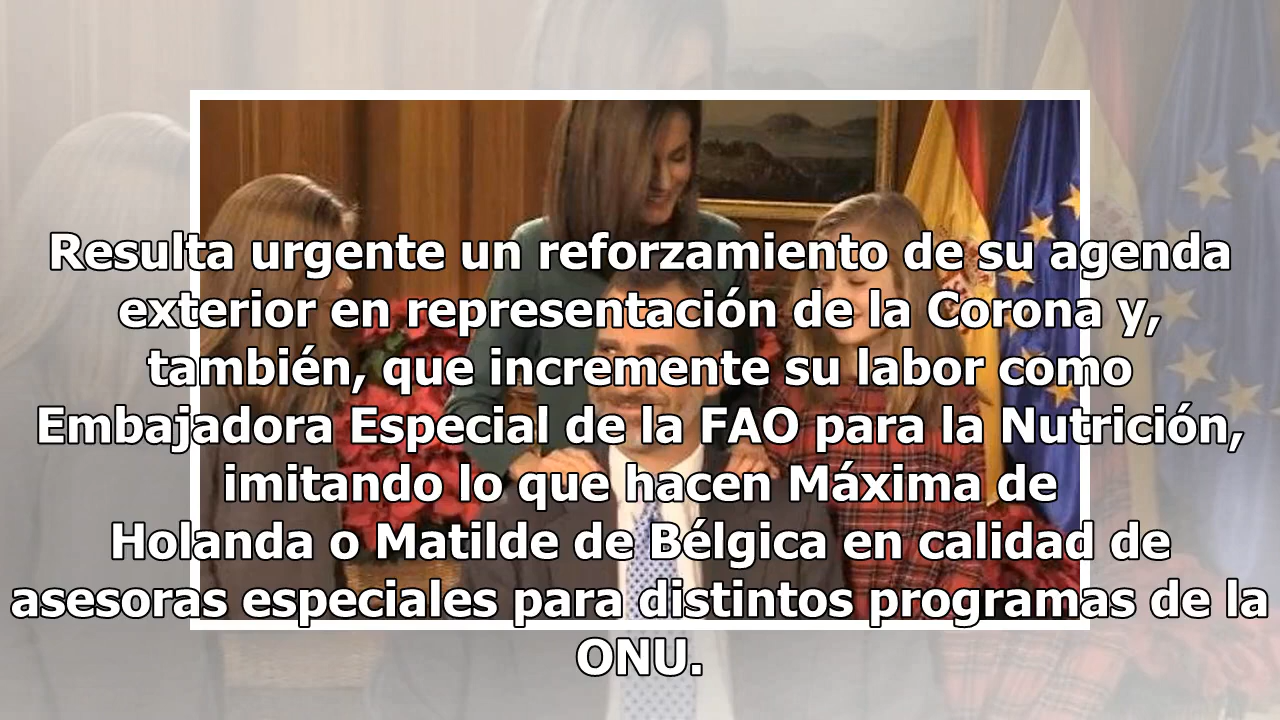 Resulta urgente un reforzamiento de su agenda
exterior en representación de la Corona y,
también, que incremente su labor como
Embajadora Especial de la FAO para la Nutrición,
imitando lo que hacen Máxima de
Holanda o Matilde de Bélgica en calidad de
asesoras especiales para distintos programas de la
ONU.